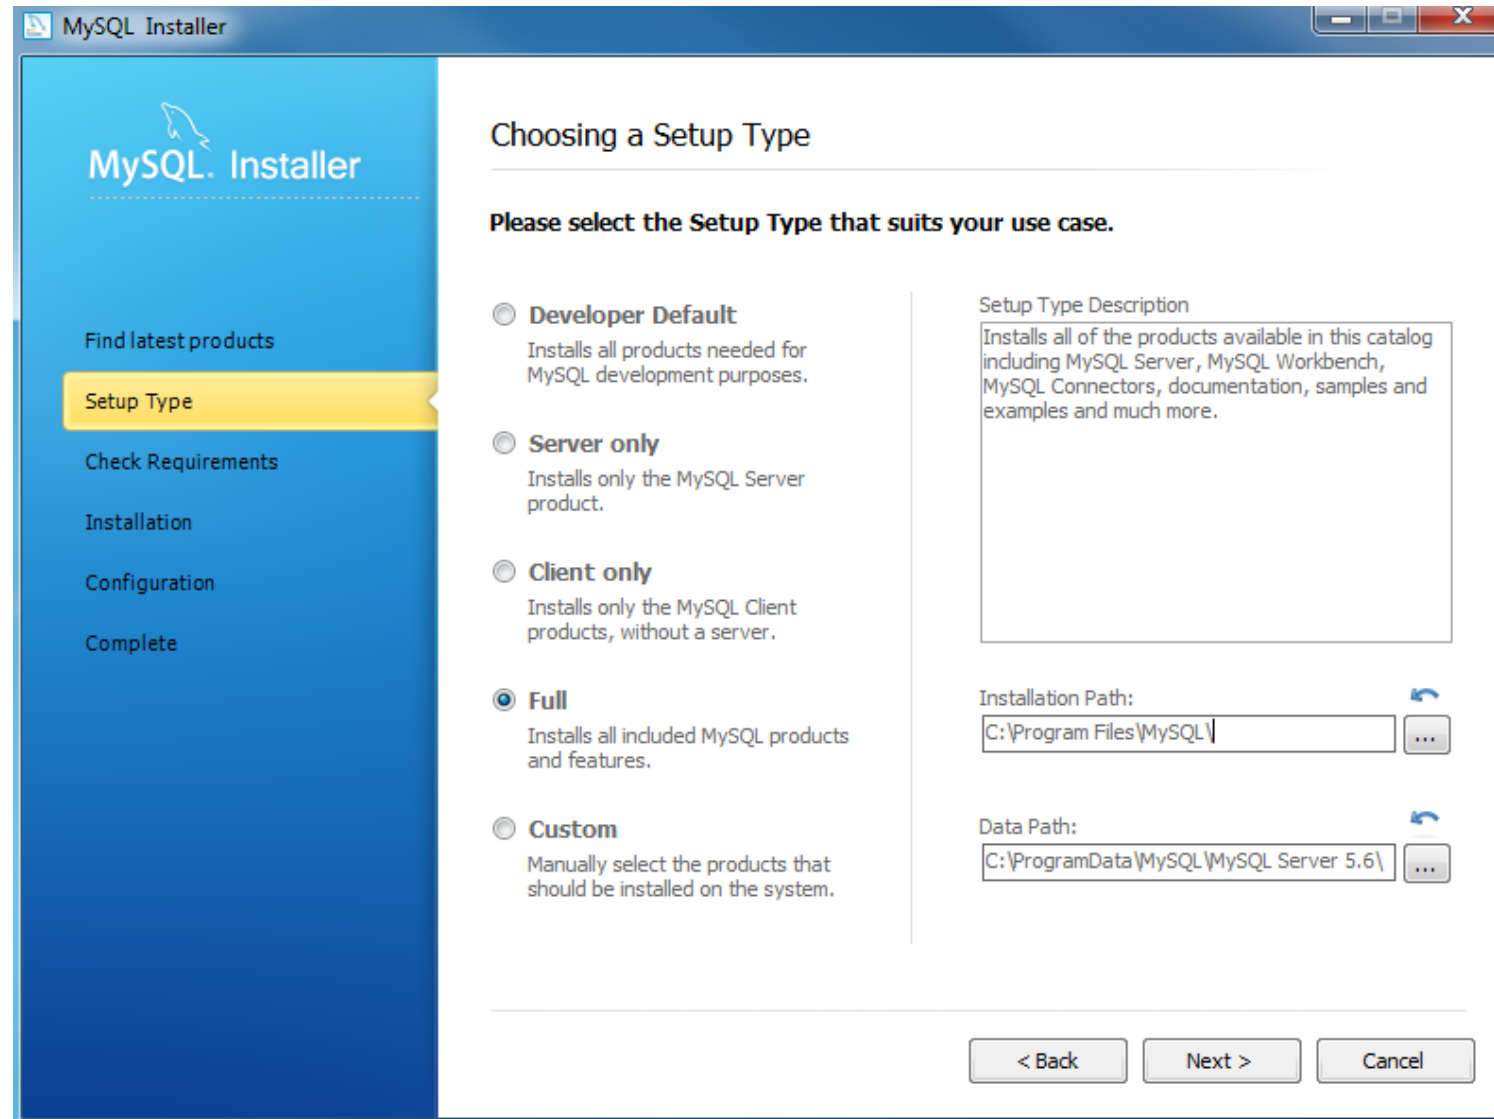 MySQL Installer
MySQL. Installer
Find latest products
Setup Type
Check Requirements
Installation
Configuration
Complete
Choosing a Setup Type
Please select the Setup Type that suits your use case.
Developer Default
Installs all products needed for
MySQL development purposes.
Server only
Installs only the MySQL Server
product.
Client only
Installs only the MySQL Client
products, without a server.
Full
Installs all included MySQL products
and features.
Custom
Manually select the products that
should be installed on the system.
Setup Type Description
Installs all of the products available in this catalog
including MySQL Server, MySQL Workbench,
MySQL Connectors, documentation, samples and
examples and much more.
Installation Path:
C:\Program Files\MySQL\
...
Data Path:
C:\ProgramData\MySQL\MySQL Server 5.6\
...
< Back
Next >
Cancel